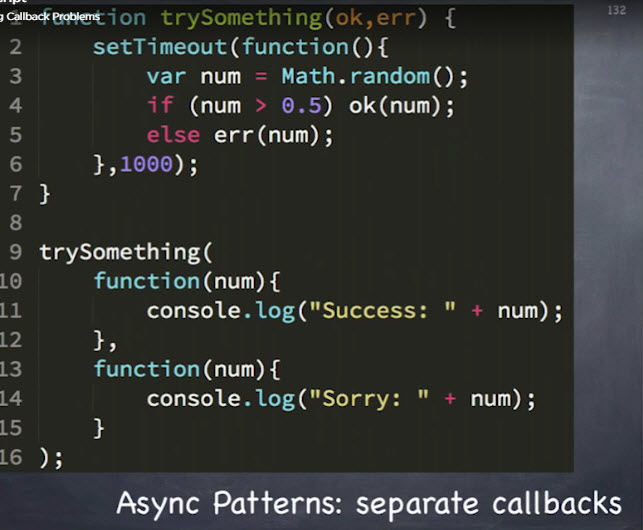 g Callback Problems
132
function trySomething(ok,err) {
2 setTimeout(function(){
3 var num = Math.random();
4 if (num > 0.5) ok(num);
5 else err(num);
6 },1000);
7 }
8
9 trySomething(
10 function(num){
11 console.log("Success: " + num);
12 },
13 function(num){
14 console.log("Sorry: " + num);
15 }
16 );
Async Patterns: separate callbacks